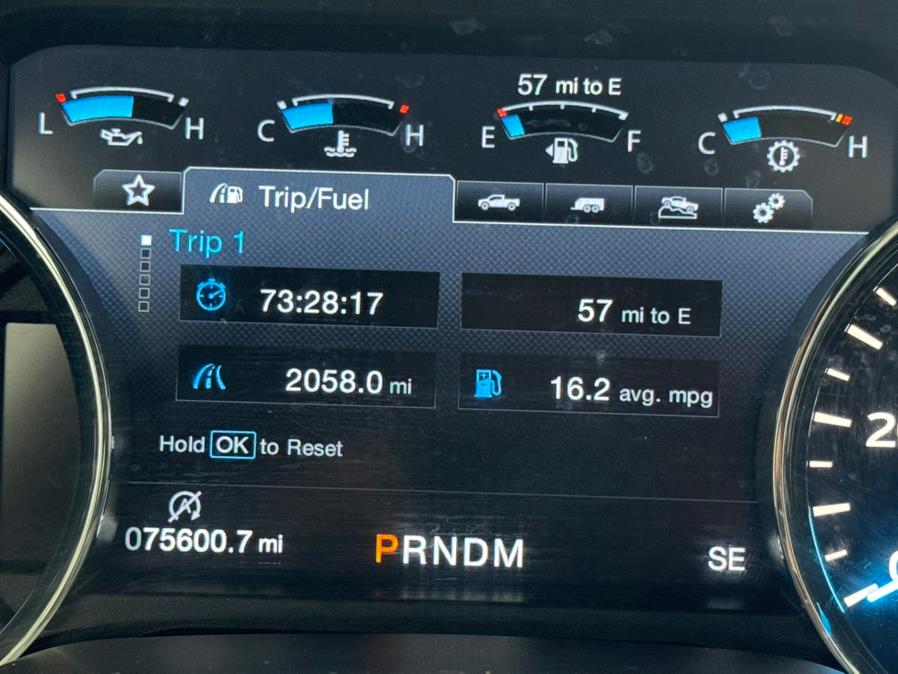 57 mi to E
L H C H E F C H
Trip/Fuel
Trip 1
73:28:17 57 mi to E
2058.0 mi 16.2 avg. mpg
Hold OK to Reset
075600.7 mi PRNDM SE